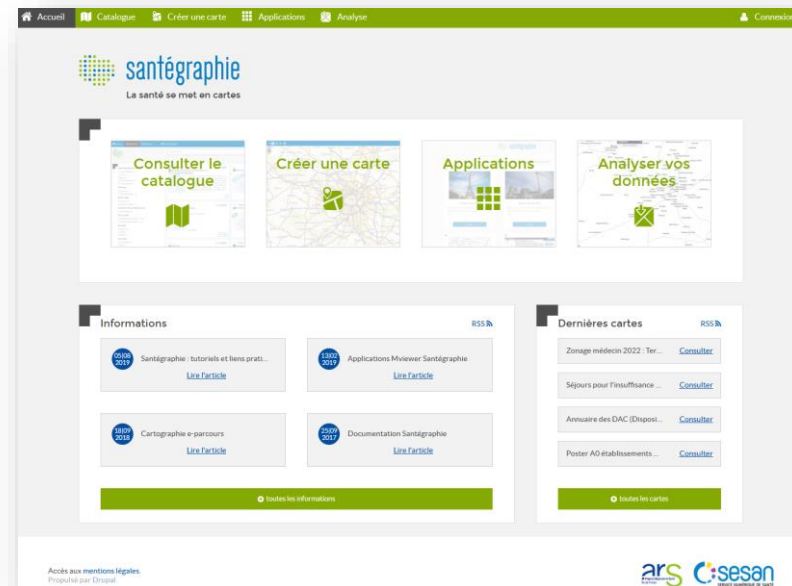 Accueil
Catalogue
Créer une carte
Applications
Analyse
Connexion
santégraphie
La santé se met en cartes
Consulter le
catalogue
Créer une carte
Applications
Analyser vos
données
Informations
RSS
05|08
2019
Santégraphie : tutoriels et liens prati...
Lire l'article
13|02
2019
Applications Mviewer Santégraphie
Lire l'article
18|09
2018
Cartographie e-parcours
Lire l'article
25|09
2017
Documentation Santégraphie
Lire l'article
toutes les informations
Dernières cartes
RSS
Zonage médecin 2022 : Ter...
Consulter
Séjours pour l'insuffisance ...
Consulter
Annuaire des DAC (Disposi...
Consulter
Poster A0 établissements ...
Consulter
toutes les cartes
Accès aux mentions légales.
Propulsé par Drupal
ars
sesan
SERVICE NUMÉRIQUE DE SANTÉ